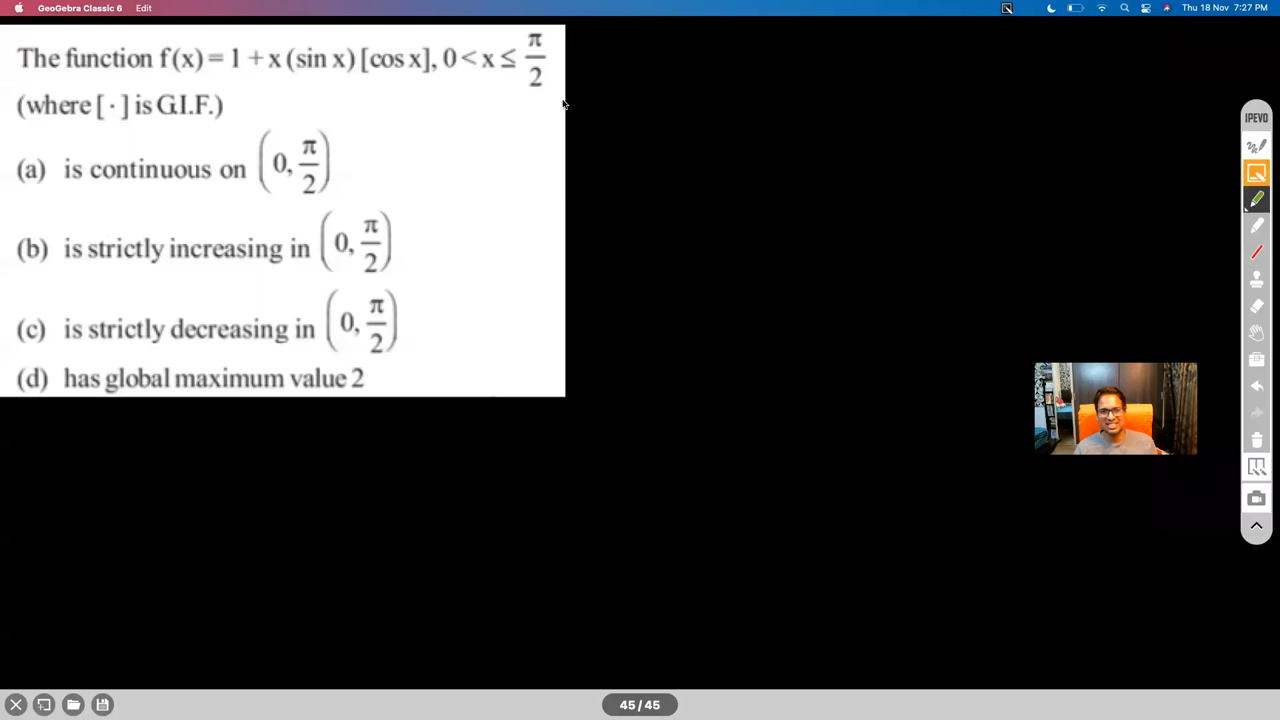 GeoGebra Classic 6 Edit Thu 18 Nov 7:27 PM
The function f(x) = 1 + x (sin x) [cos x], 0 < x ≤ π/2
(where [ · ] is G.I.F.)
(a) is continuous on (0, π/2)
(b) is strictly increasing in (0, π/2)
(c) is strictly decreasing in (0, π/2)
(d) has global maximum value 2
IPEVO
45 / 45